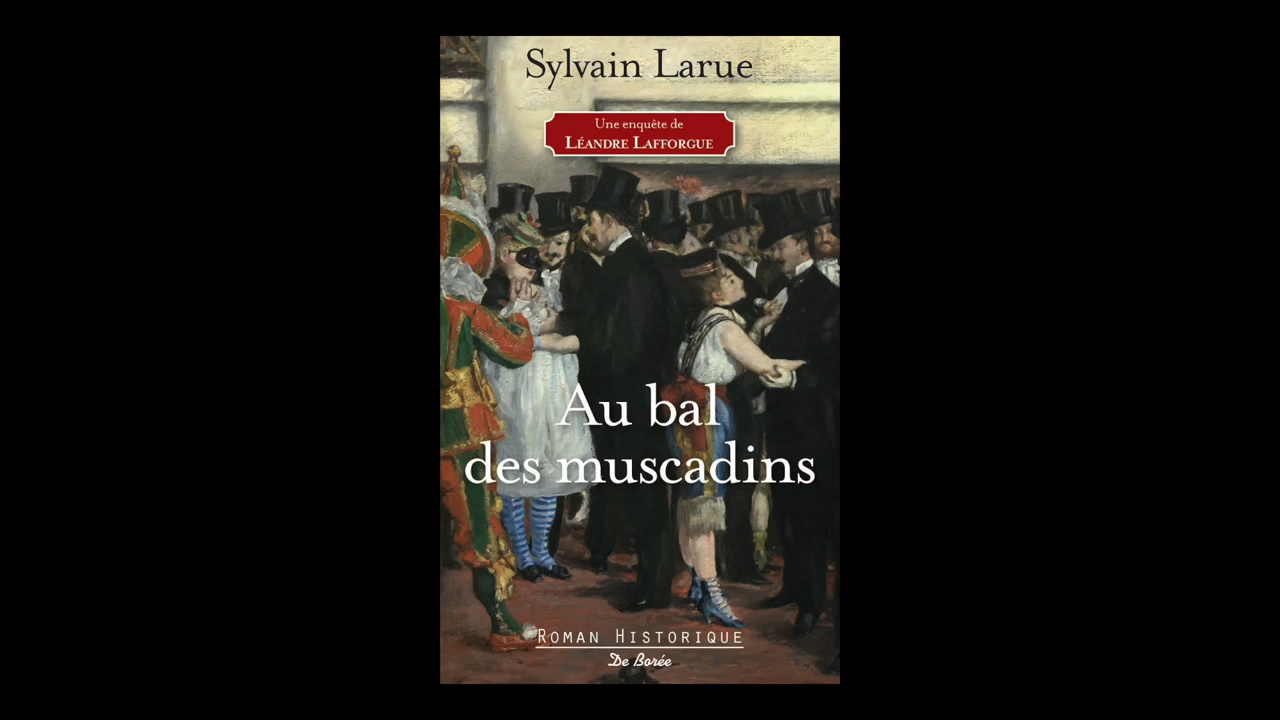 Sylvain Larue
Une enquête de
Léandre Lafforgue
Au bal
des muscadins
Roman Historique
De Borée